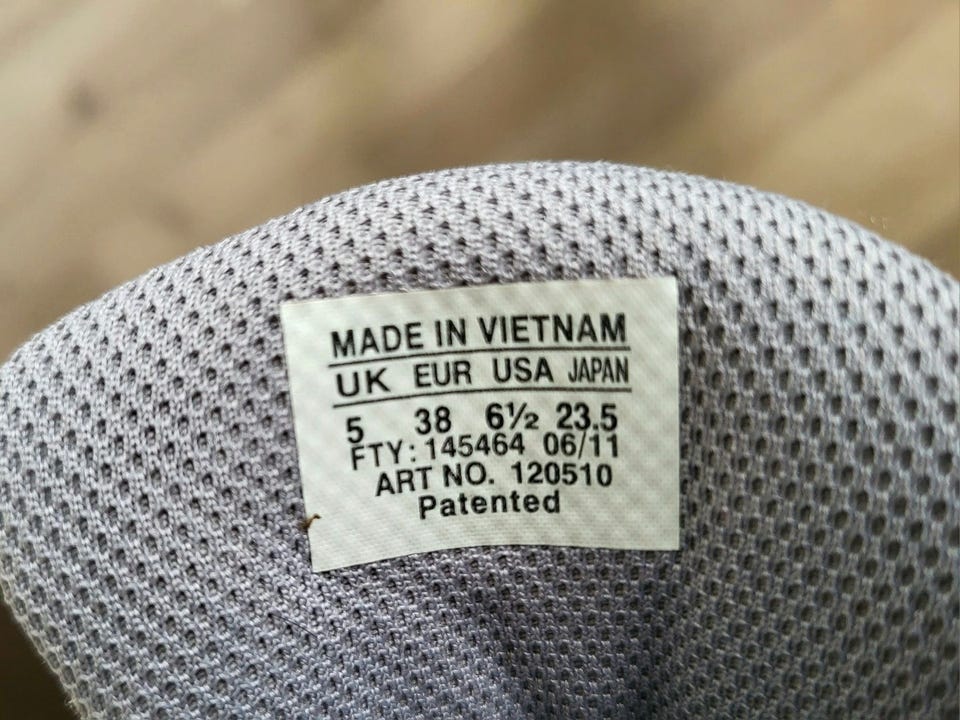 MADE IN VIETNAM
UK EUR USA JAPAN
5 38 6½ 23.5
FTY: 145464 06/11
ART NO. 120510
Patented